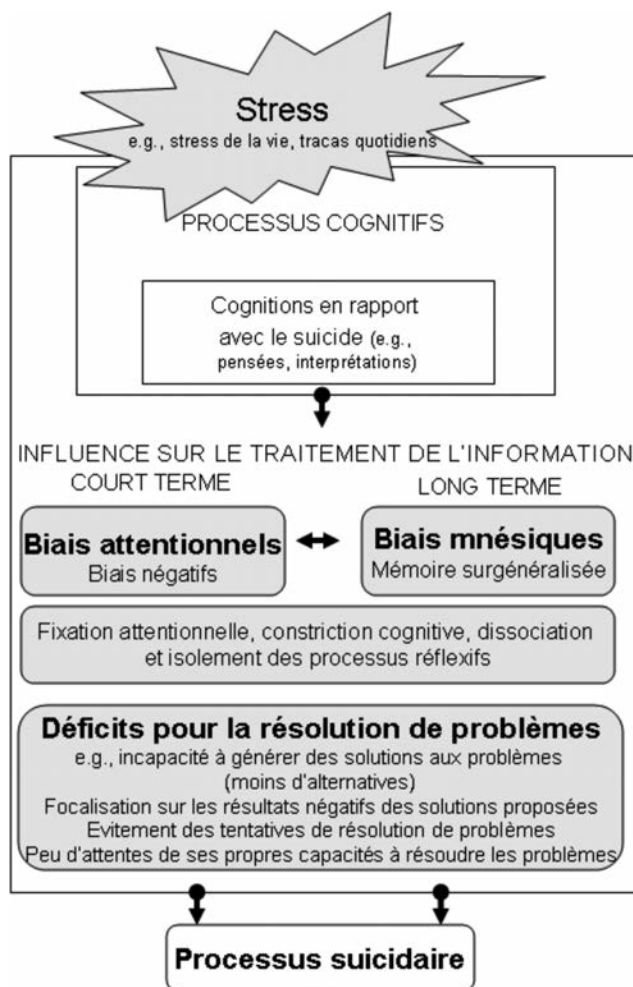 Stress
e.g., stress de la vie, tracas quotidiens
PROCESSUS COGNITIFS
Cognitions en rapport
avec le suicide (e.g.,
pensées, interprétations)
INFLUENCE SUR LE TRAITEMENT DE L'INFORMATION
COURT TERME
LONG TERME
Biais attentionnels
Biais négatifs
Biais mnésiques
Mémoire surgénéralisée
Fixation attentionnelle, constriction cognitive, dissociation
et isolement des processus réflexifs
Déficits pour la résolution de problèmes
e.g., incapacité à générer des solutions aux problèmes
(moins d'alternatives)
Focalisation sur les résultats négatifs des solutions proposées
Evitement des tentatives de résolution de problèmes
Peu d'attentes de ses propres capacités à résoudre les problèmes
Processus suicidaire